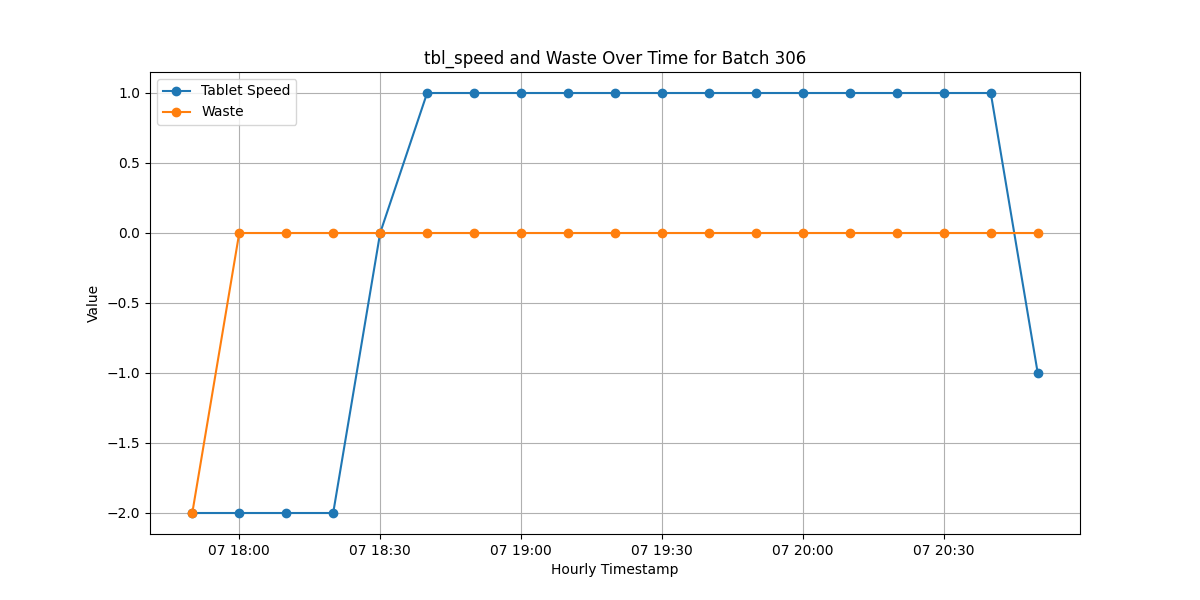 tbl_speed and Waste Over Time for Batch 306
Tablet Speed
Waste
1.0
0.5
0.0
−0.5
−1.0
−1.5
−2.0
Value
07 18:00 07 18:30 07 19:00 07 19:30 07 20:00 07 20:30
Hourly Timestamp